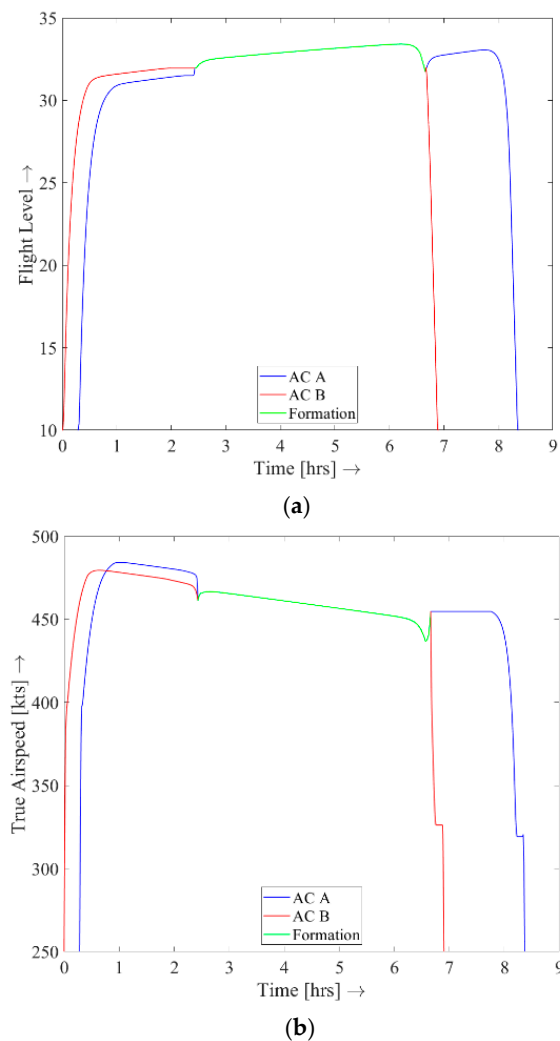 35
30
25
20
15
10
Flight Level →
AC A
AC B
Formation
0 1 2 3 4 5 6 7 8 9
Time [hrs] →
(a)
500
450
400
350
300
250
True Airspeed [kts] →
AC A
AC B
Formation
0 1 2 3 4 5 6 7 8 9
Time [hrs] →
(b)